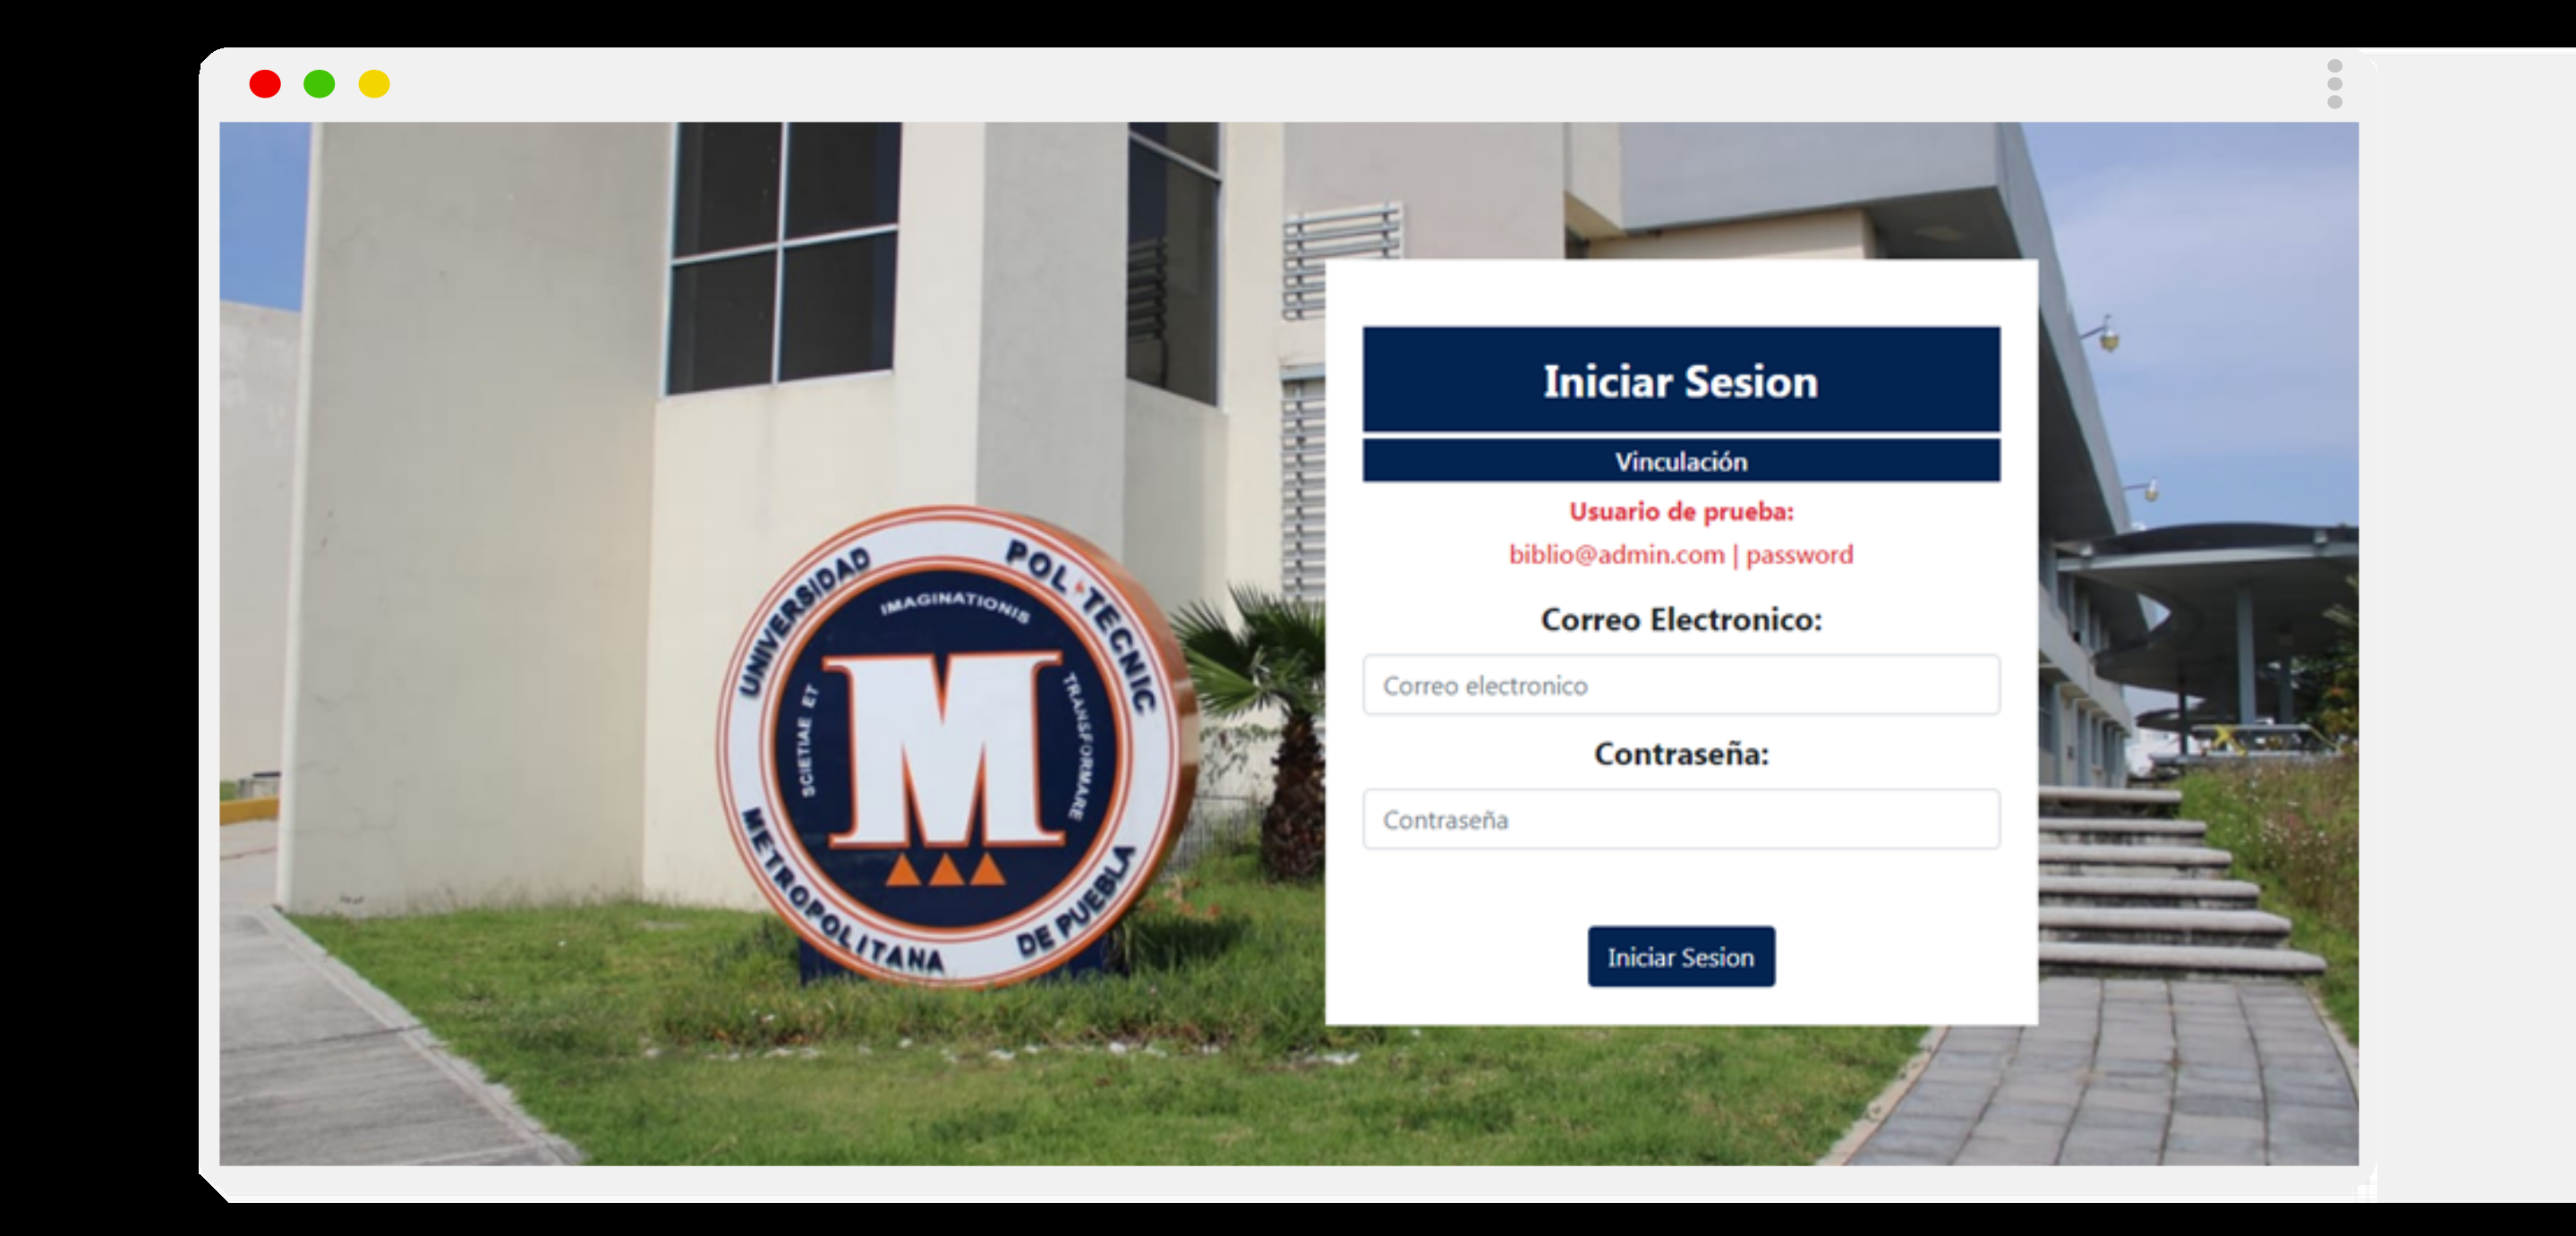 UNIVERSIDAD POLITECNIC
METROPOLITANA DE PUEBLA
IMAGINATIONIS
SCIETIAE ET
TRANSFORMARE
M
Iniciar Sesion
Vinculación
Usuario de prueba:
biblio@admin.com | password
Correo Electronico:
Correo electronico
Contraseña:
Contraseña
Iniciar Sesion